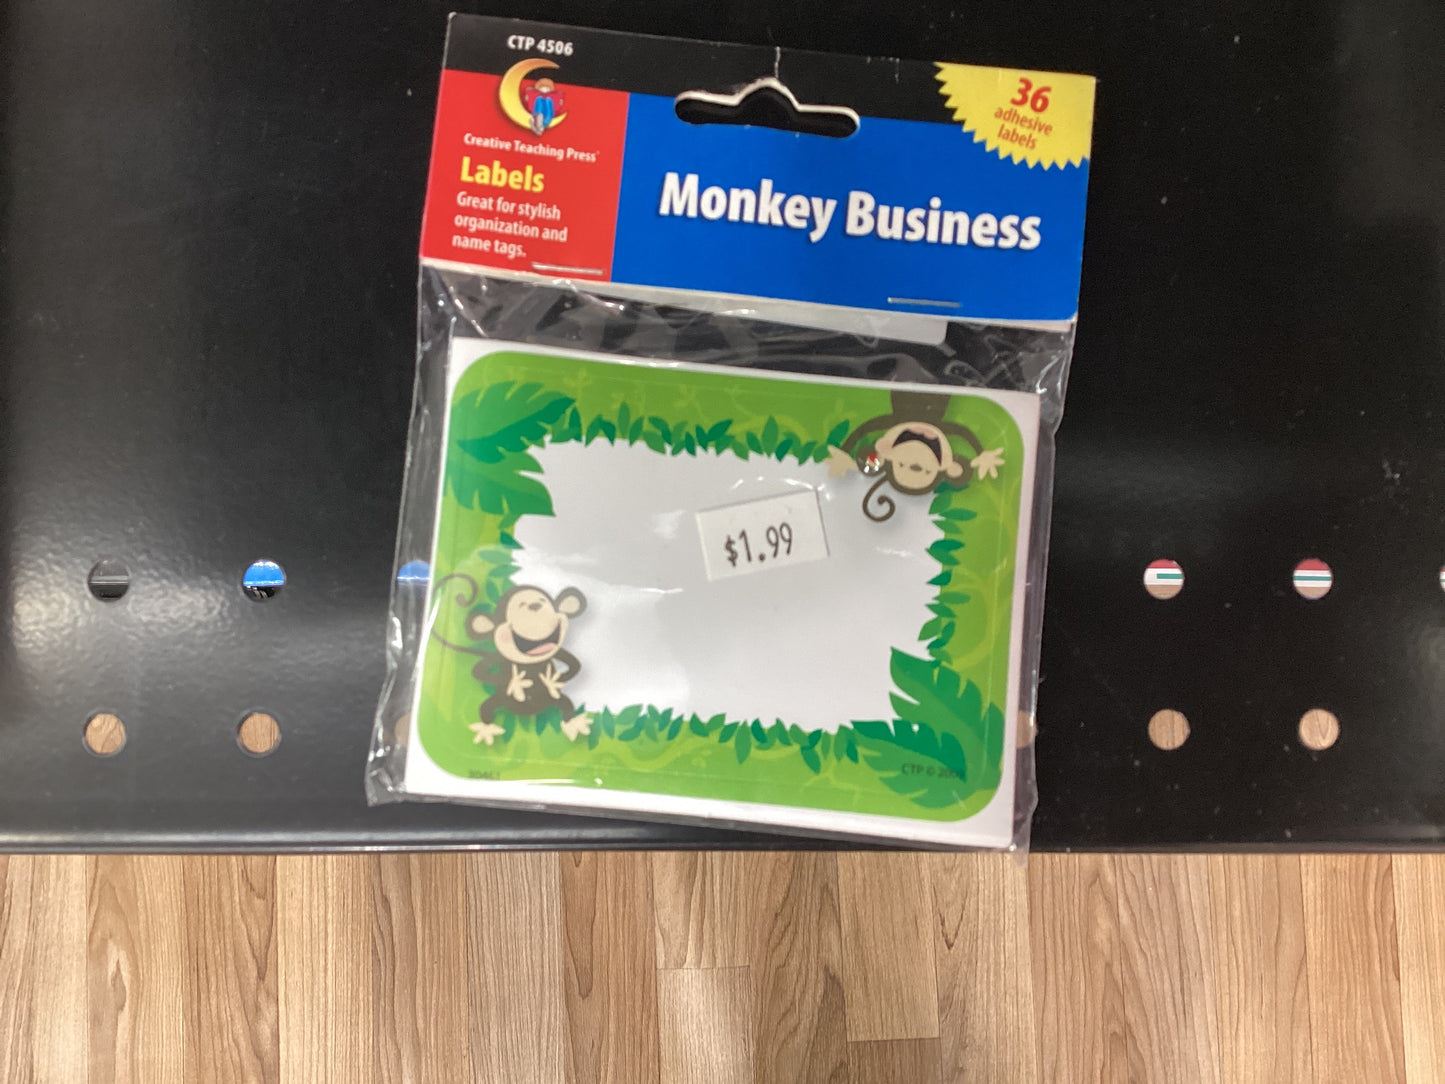 CTP 4506
Creative Teaching Press
Labels
Great for stylish
organization and
name tags.
Monkey Business
36
adhesive
labels
$1.99
CTP ©